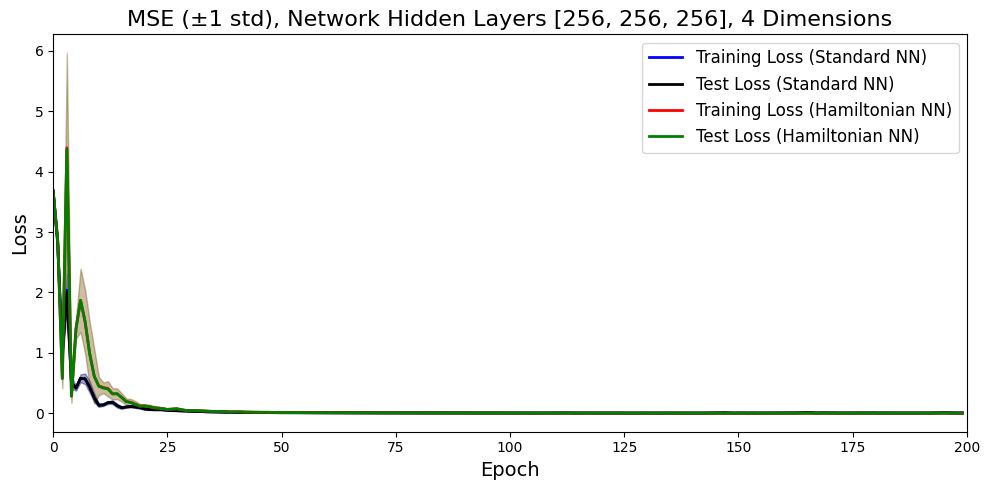 MSE (±1 std), Network Hidden Layers [256, 256, 256], 4 Dimensions
Loss
6
5
4
3
2
1
0
Training Loss (Standard NN)
Test Loss (Standard NN)
Training Loss (Hamiltonian NN)
Test Loss (Hamiltonian NN)
0 25 50 75 100 125 150 175 200
Epoch